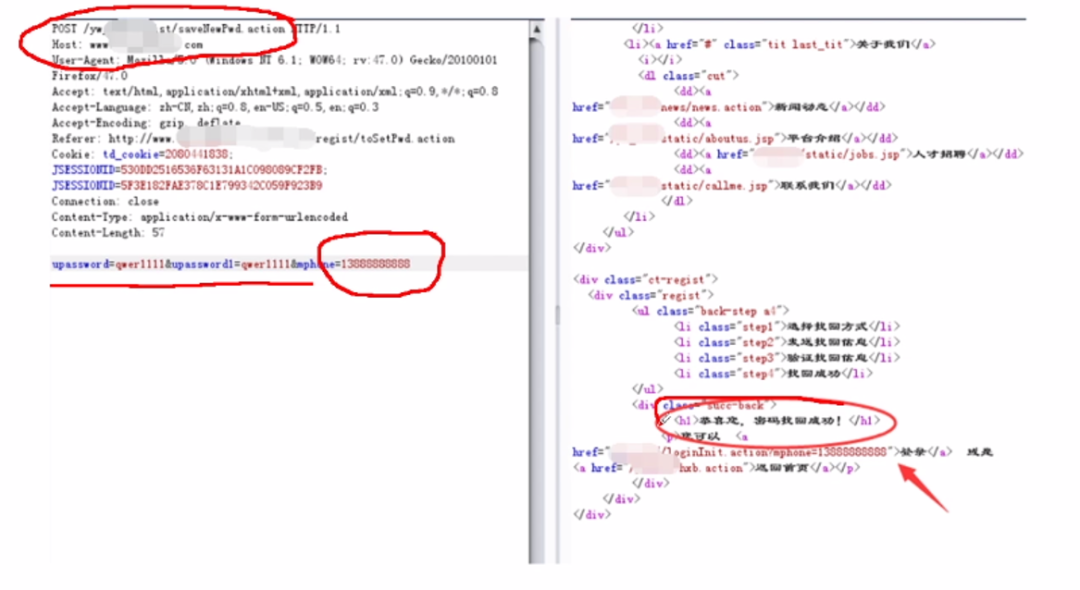 POST /yw st/saveNewPwd.action HTTP/1.1
Host: www .com
User-Agent: Mozilla/5.0 (Windows NT 6.1; WOW64; rv:47.0) Gecko/20100101
Firefox/47.0
Accept: text/html,application/xhtml+xml,application/xml;q=0.9,*/*;q=0.8
Accept-Language: zh-CN,zh;q=0.8,en-US;q=0.5,en;q=0.3
Accept-Encoding: gzip, deflate
Referer: http://www. regist/toSetPwd.action
Cookie: td_cookie=2080441838;
JSESSIONID=530DD2516536F63131A1C098089CF2FB;
JSESSIONID=5F3E182FAE378C1E799342C059F923B9
Connection: close
Content-Type: application/x-www-form-urlencoded
Content-Length: 57
upassword=qwer1111&upassword1=qwer1111&mphone=13888888888
</li>
<li><a href="#" class="tit last_tit">关于我们</a>
<i></i>
<dl class="cut">
<dd><a
href=" news/news.action">新闻动态</a></dd>
<dd><a
href="/ static/aboutus.jsp">平台介绍</a></dd>
<dd><a href=" /static/jobs.jsp">人才招聘</a></dd>
<dd><a
href=" static/callme.jsp">联系我们</a></dd>
</dl>
</li>
</ul>
</div>
<div class="ct-regist">
<div class="regist">
<ul class="back-step a4">
<li class="step1">选择找回方式</li>
<li class="step2">发送找回信息</li>
<li class="step3">验证找回信息</li>
<li class="step4">找回成功</li>
</ul>
<div class="succ-back">
<h1>恭喜您，密码找回成功！</h1>
<p>您可以 <a
href=" /loginInit.action?mphone=13888888888">登录</a> 或是
<a href="/ hxb.action">返回首页</a></p>
</div>
</div>
</div>